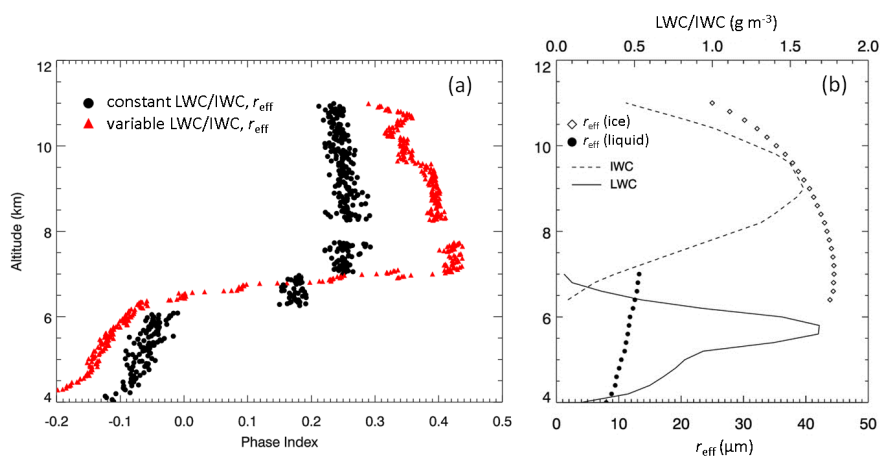 LWC/IWC (g m-3)
0.0 0.5 1.0 1.5 2.0
12
(a)
constant LWC/IWC, reff
variable LWC/IWC, reff
10
8
6
4
Altitude (km)
-0.2 -0.1 0.0 0.1 0.2 0.3 0.4 0.5
Phase Index
12
(b)
reff (ice)
reff (liquid)
IWC
LWC
10
8
6
4
0 10 20 30 40 50
reff (μm)